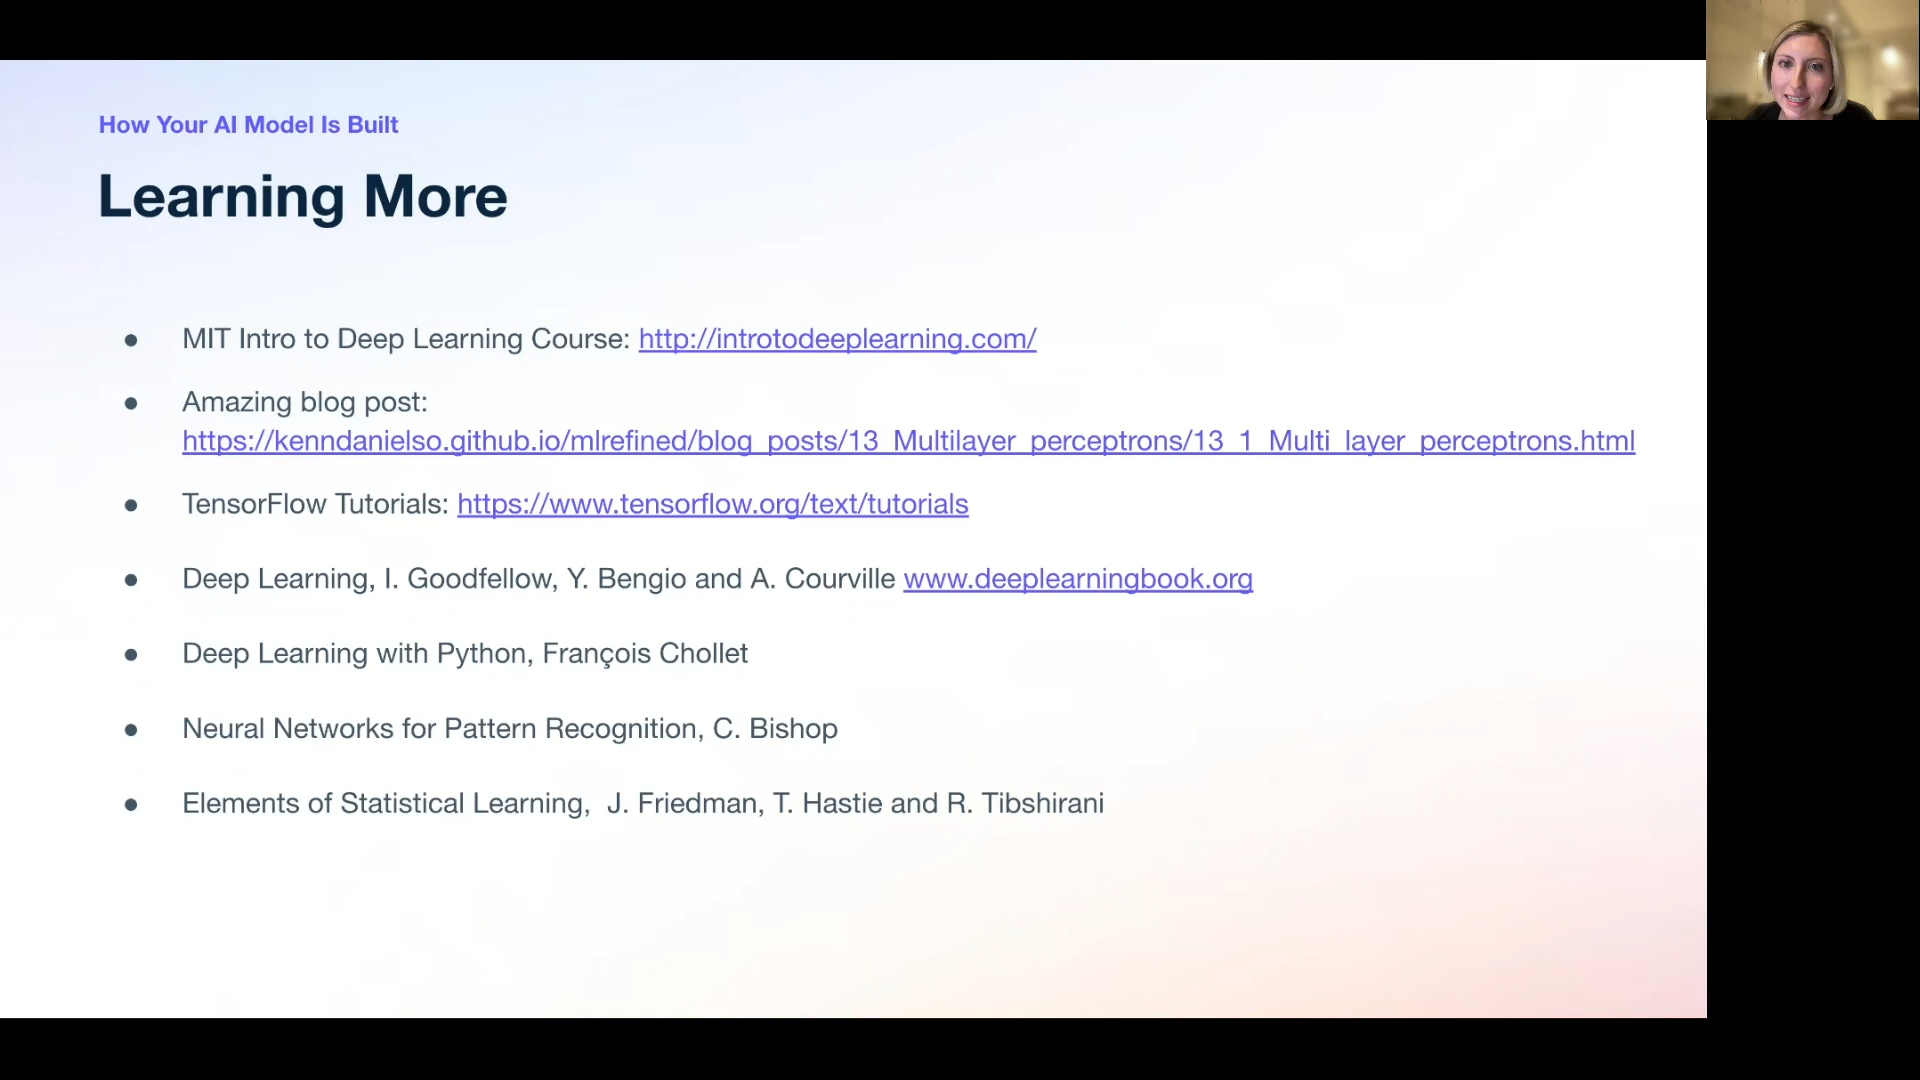 How Your AI Model Is Built
Learning More
● MIT Intro to Deep Learning Course: http://introtodeeplearning.com/
● Amazing blog post:
https://kenndanielso.github.io/mlrefined/blog_posts/13_Multilayer_perceptrons/13_1_Multi_layer_perceptrons.html
● TensorFlow Tutorials: https://www.tensorflow.org/text/tutorials
● Deep Learning, I. Goodfellow, Y. Bengio and A. Courville www.deeplearningbook.org
● Deep Learning with Python, François Chollet
● Neural Networks for Pattern Recognition, C. Bishop
● Elements of Statistical Learning,  J. Friedman, T. Hastie and R. Tibshirani